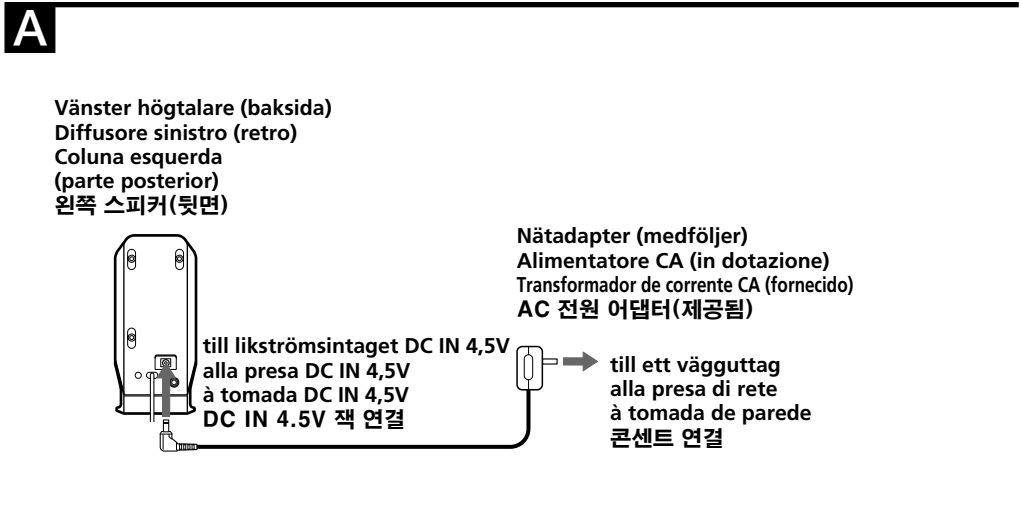 A
Vänster högtalare (baksida)
Diffusore sinistro (retro)
Coluna esquerda
(parte posterior)
왼쪽 스피커(뒷면)
Nätadapter (medföljer)
Alimentatore CA (in dotazione)
Transformador de corrente CA (fornecido)
AC 전원 어댑터(제공됨)
till likströmsintaget DC IN 4,5V
alla presa DC IN 4,5V
à tomada DC IN 4,5V
DC IN 4.5V 잭 연결
till ett vägguttag
alla presa di rete
à tomada de parede
콘센트 연결